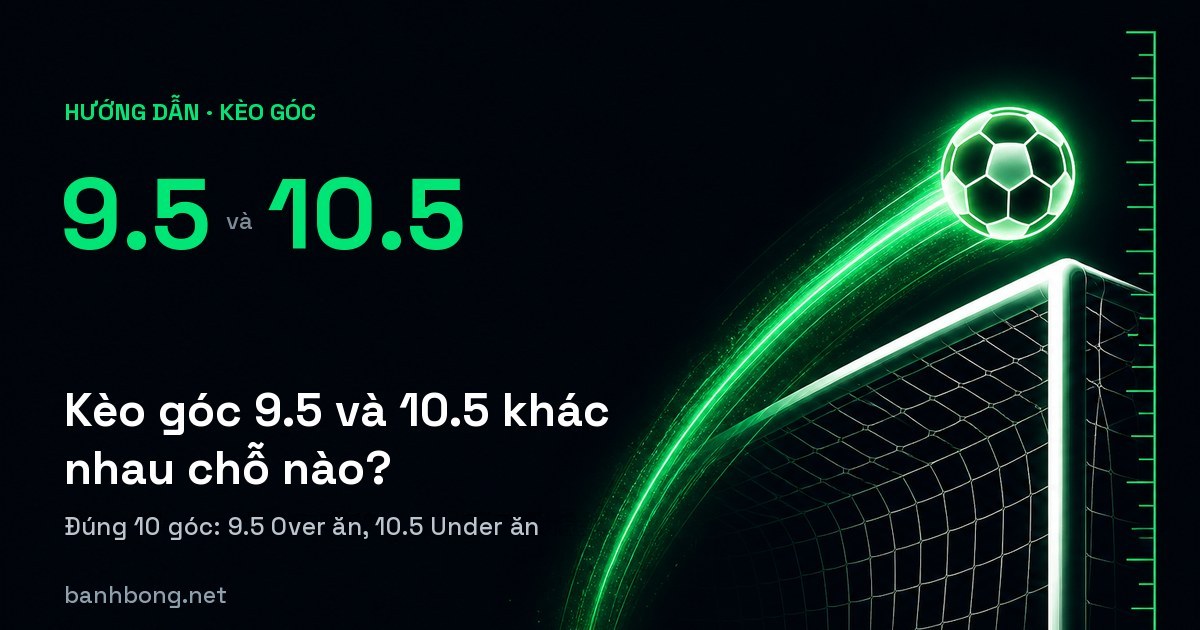 HƯỚNG DẪN · KÈO GÓC
9.5 và 10.5
Kèo góc 9.5 và 10.5 khác
nhau chỗ nào?
Đúng 10 góc: 9.5 Over ăn, 10.5 Under ăn
banhbong.net